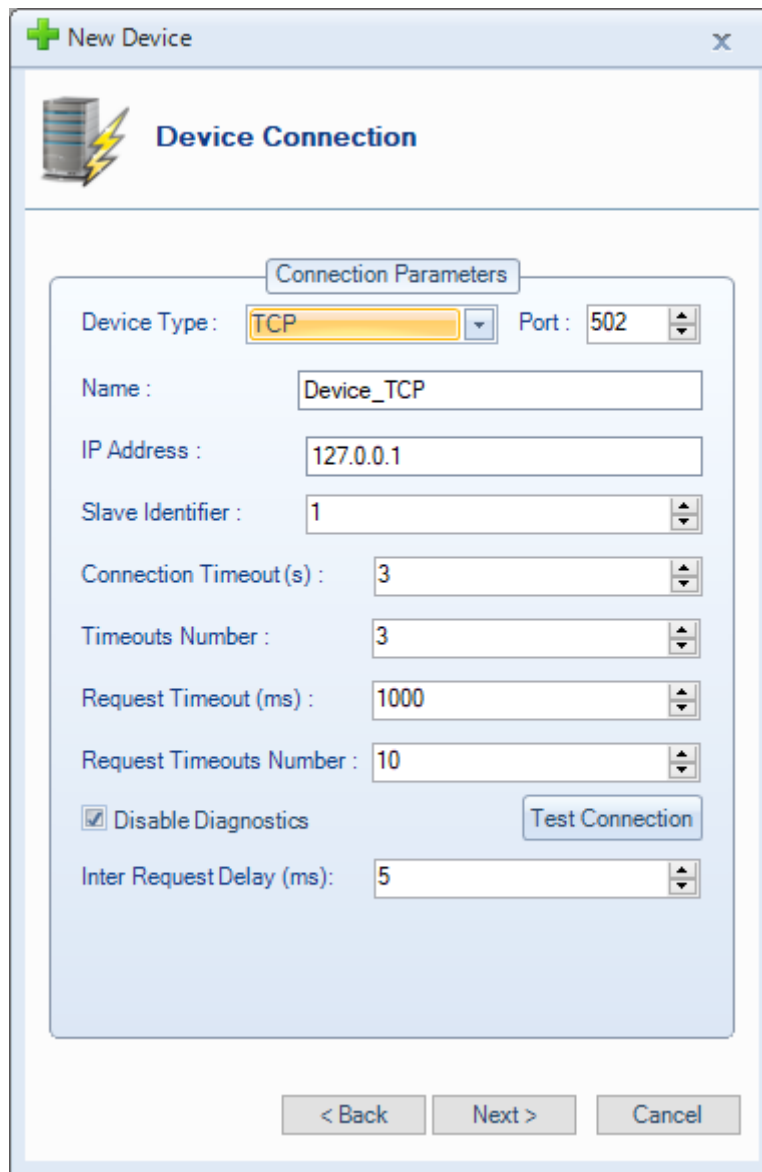 New Device x
Device Connection
Connection Parameters
Device Type : TCP Port : 502
Name : Device_TCP
IP Address : 127.0.0.1
Slave Identifier : 1
Connection Timeout (s) : 3
Timeouts Number : 3
Request Timeout (ms) : 1000
Request Timeouts Number : 10
Disable Diagnostics Test Connection
Inter Request Delay (ms): 5
< Back Next > Cancel